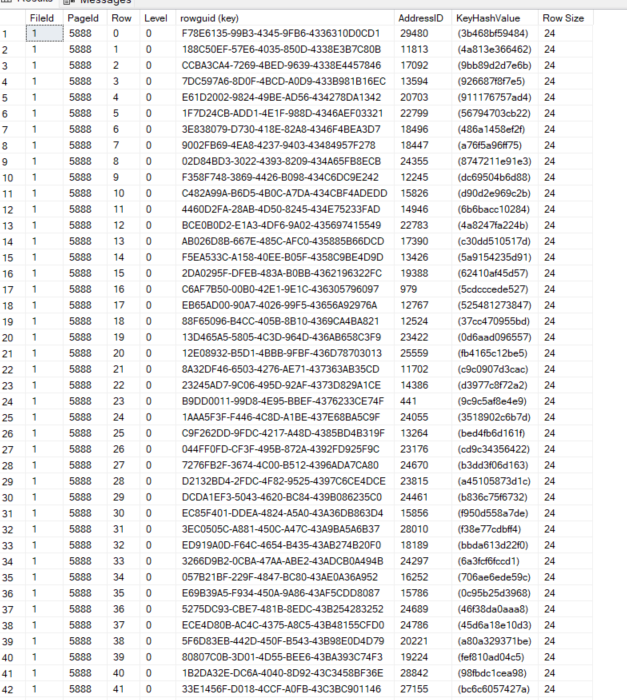 Results Messages
FileId PageId Row Level rowguid (key) AddressID KeyHashValue Row Size
1 1 5888 0 0 F78E6135-99B3-4345-9FB6-4336310D0CD1 29480 (3b468bf59484) 24
2 1 5888 1 0 188C50EF-57E6-4035-850D-4338E3B7C80B 11813 (4a813e366462) 24
3 1 5888 2 0 CCBA3CA4-7269-4BED-9639-4338E4457846 17092 (9bb89d2d7e6b) 24
4 1 5888 3 0 7DC597A6-8D0F-4BCD-A0D9-433B981B16EC 13594 (926687f8f7e5) 24
5 1 5888 4 0 E61D2002-9824-49BE-AD56-434278DA1342 20703 (911176757ad4) 24
6 1 5888 5 0 1F7D24CB-ADD1-4E1F-988D-4346AEF03321 22799 (56794703cb22) 24
7 1 5888 6 0 3E838079-D730-418E-82A8-4346F4BEA3D7 18496 (486a1458ef2f) 24
8 1 5888 7 0 9002FB69-4EA8-4237-9403-43484957F278 18447 (a76f5a96ff75) 24
9 1 5888 8 0 02D84BD3-3022-4393-8209-434A65FB8ECB 24355 (8747211e91e3) 24
10 1 5888 9 0 F358F748-3869-4426-B098-434C6DC9E242 12245 (dc69504b6d88) 24
11 1 5888 10 0 C482A99A-B6D5-4B0C-A7DA-434CBF4ADEDD 15826 (d90d2e969c2b) 24
12 1 5888 11 0 4460D2FA-28AB-4D50-8245-434E75233FAD 14946 (6b6bacc10284) 24
13 1 5888 12 0 BCE0B0D2-E1A3-4DF6-9A02-435697415549 22783 (4a8247fa224b) 24
14 1 5888 13 0 AB026D8B-667E-485C-AFC0-435885B66DCD 17390 (c30dd510517d) 24
15 1 5888 14 0 F5EA533C-A158-40EE-B05F-4358C9BE4D9D 13426 (5a9154235d91) 24
16 1 5888 15 0 2DA0295F-DFEB-483A-B0BB-4362196322FC 19388 (62410af45d57) 24
17 1 5888 16 0 C6AF7B50-00B0-42E1-9E1C-436305796097 979 (5cdcccede527) 24
18 1 5888 17 0 EB65AD00-90A7-4026-99F5-43656A92976A 12767 (525481273847) 24
19 1 5888 18 0 88F65096-B4CC-405B-8B10-4369CA4BA821 12524 (37cc470955bd) 24
20 1 5888 19 0 13D465A5-5805-4C3D-964D-436AB658C3F9 23422 (0d6aad096557) 24
21 1 5888 20 0 12E08932-B5D1-4BBB-9FBF-436D78703013 25559 (fb4165c12be5) 24
22 1 5888 21 0 8A32DF46-6503-4276-AE71-437363AB35CD 11702 (c9c0907d3cac) 24
23 1 5888 22 0 23245AD7-9C06-495D-92AF-4373D829A1CE 14386 (d3977c8f72a2) 24
24 1 5888 23 0 B9DD0011-99D8-4E95-BBEF-4376233CE74F 441 (9c9c5af8e4e9) 24
25 1 5888 24 0 1AAA5F3F-F446-4C8D-A1BE-437E68BA5C9F 24055 (3518902c6b7d) 24
26 1 5888 25 0 C9F262DD-9FDC-4217-A48D-4385BD4B319F 13264 (bed4fb6d161f) 24
27 1 5888 26 0 044FF0FD-CF3F-495B-872A-4392FD925F9C 23176 (cd9c34356422) 24
28 1 5888 27 0 7276FB2F-3674-4C00-B512-4396ADA7CA80 24670 (b3dd3f06d163) 24
29 1 5888 28 0 D2132BD4-2FDC-4F82-9525-4397C6CE4DCE 23815 (a45105873d1c) 24
30 1 5888 29 0 DCDA1EF3-5043-4620-BC84-439B086235C0 24461 (b836c75f6732) 24
31 1 5888 30 0 EC85F401-DDEA-4824-A5A0-43A36DB863D4 15856 (f950d558a7de) 24
32 1 5888 31 0 3EC0505C-A881-450C-A47C-43A9BA5A6B37 28010 (f38e77cdbff4) 24
33 1 5888 32 0 ED919A0D-F64C-4654-B435-43AB274B20F0 18189 (bbda613d22f0) 24
34 1 5888 33 0 3266D9B2-0CBA-47AA-ABE2-43ADCB0A494B 24297 (6a3fcf6fccd1) 24
35 1 5888 34 0 057B21BF-229F-4847-BC80-43AE0A36A952 16252 (706ae6ede59c) 24
36 1 5888 35 0 E69B39A5-F934-450A-9A86-43AF5CDD8087 15786 (0c95b25d3968) 24
37 1 5888 36 0 5275DC93-CBE7-481B-8EDC-43B254283252 24689 (46f38da0aaa8) 24
38 1 5888 37 0 ECE4D80B-AC4C-4375-A8C5-43B48155CFD0 24786 (45d6a18e10d3) 24
39 1 5888 38 0 5F6D83EB-442D-450F-B543-43B98E0D4D79 20221 (a80a329371be) 24
40 1 5888 39 0 80807C0B-3D01-4D55-BEE6-43BA393C74F3 19224 (fef810ad04c5) 24
41 1 5888 40 0 1B2DA32E-DC6A-4040-8D92-43C3458BF36E 28842 (98fbdc1cea98) 24
42 1 5888 41 0 33E1456F-D018-4CCF-A0FB-43C3BC901146 27155 (bc6c6057427a) 24